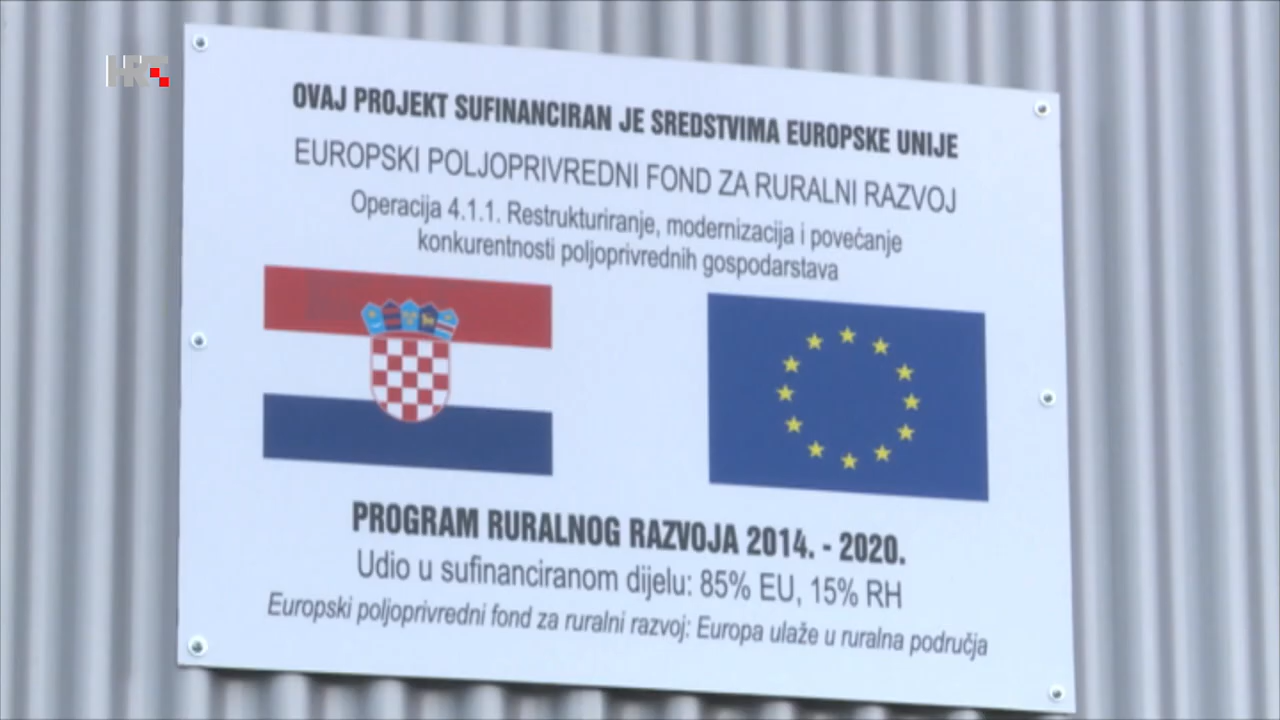 HRT
OVAJ PROJEKT SUFINANCIRAN JE SREDSTVIMA EUROPSKE UNIJE
EUROPSKI POLJOPRIVREDNI FOND ZA RURALNI RAZVOJ
Operacija 4.1.1. Restrukturiranje, modernizacija i povećanje
konkurentnosti poljoprivrednih gospodarstava
PROGRAM RURALNOG RAZVOJA 2014. - 2020.
Udio u sufinanciranom dijelu: 85% EU, 15% RH
Europski poljoprivredni fond za ruralni razvoj: Europa ulaže u ruralna područja